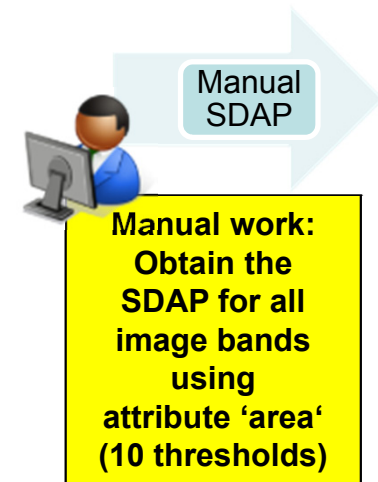 Manual
SDAP
Manual work:
Obtain the
SDAP for all
image bands
using
attribute ‘area‘
(10 thresholds)